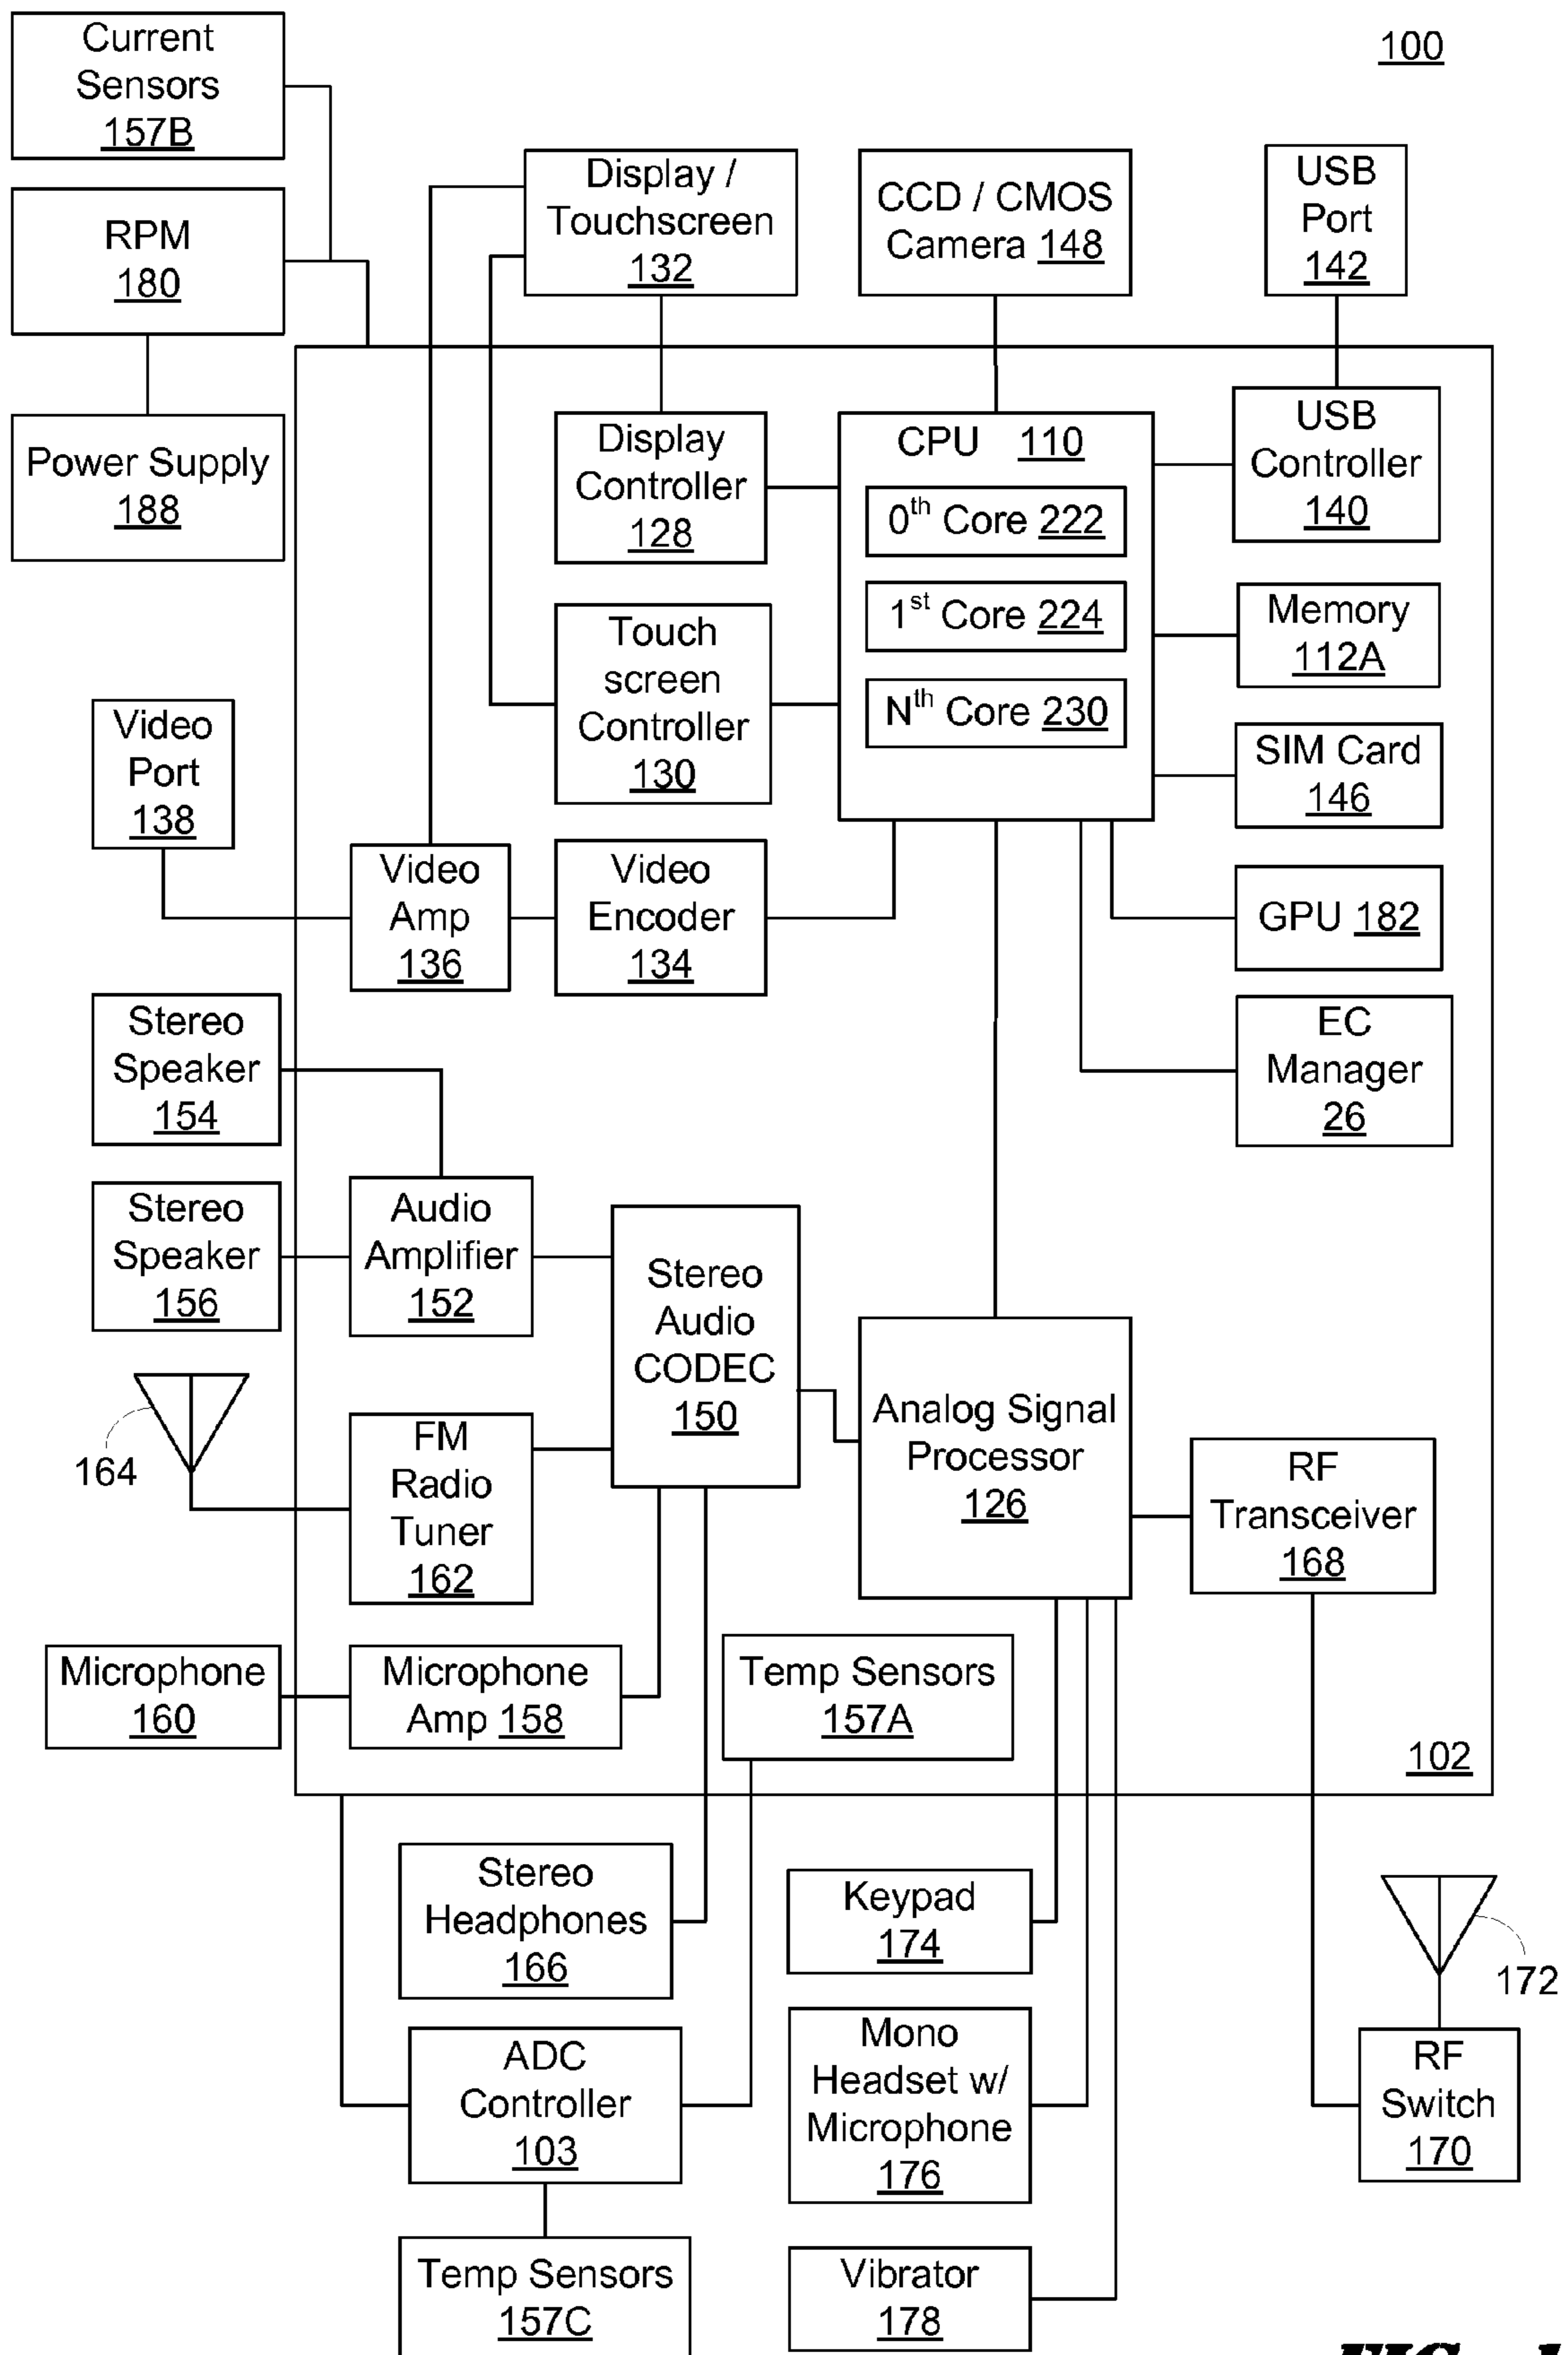 Current
Sensors
157B
100
RPM
180
Display /
Touchscreen
132
CCD / CMOS
Camera 148
USB
Port
142
Power Supply
188
Display
Controller
128
CPU 110
0th Core 222
1st Core 224
Nth Core 230
USB
Controller
140
Memory
112A
Touch
screen
Controller
130
SIM Card
146
Video
Port
138
Video
Amp
136
Video
Encoder
134
GPU 182
EC
Manager
26
Stereo
Speaker
154
Stereo
Speaker
156
Audio
Amplifier
152
Stereo
Audio
CODEC
150
Analog Signal
Processor
126
164
FM
Radio
Tuner
162
RF
Transceiver
168
Microphone
160
Microphone
Amp 158
Temp Sensors
157A
102
Stereo
Headphones
166
Keypad
174
172
ADC
Controller
103
Mono
Headset w/
Microphone
176
RF
Switch
170
Temp Sensors
157C
Vibrator
178